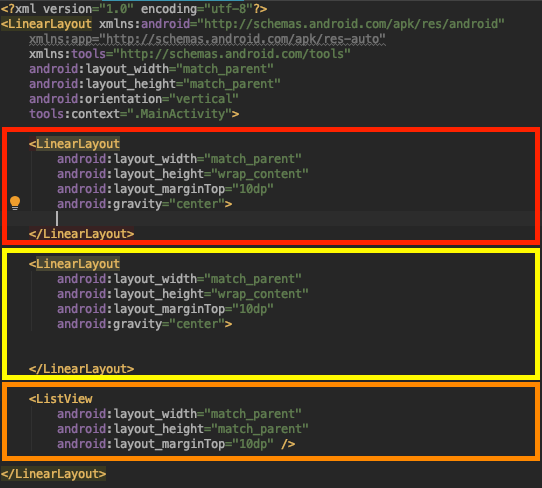 <?xml version="1.0" encoding="utf-8"?>
<LinearLayout xmlns:android="http://schemas.android.com/apk/res/android"
    xmlns:app="http://schemas.android.com/apk/res-auto"
    xmlns:tools="http://schemas.android.com/tools"
    android:layout_width="match_parent"
    android:layout_height="match_parent"
    android:orientation="vertical"
    tools:context=".MainActivity">
    <LinearLayout
        android:layout_width="match_parent"
        android:layout_height="wrap_content"
        android:layout_marginTop="10dp"
        android:gravity="center">
    </LinearLayout>
    <LinearLayout
        android:layout_width="match_parent"
        android:layout_height="wrap_content"
        android:layout_marginTop="10dp"
        android:gravity="center">
    </LinearLayout>
    <ListView
        android:layout_width="match_parent"
        android:layout_height="match_parent"
        android:layout_marginTop="10dp" />
</LinearLayout>